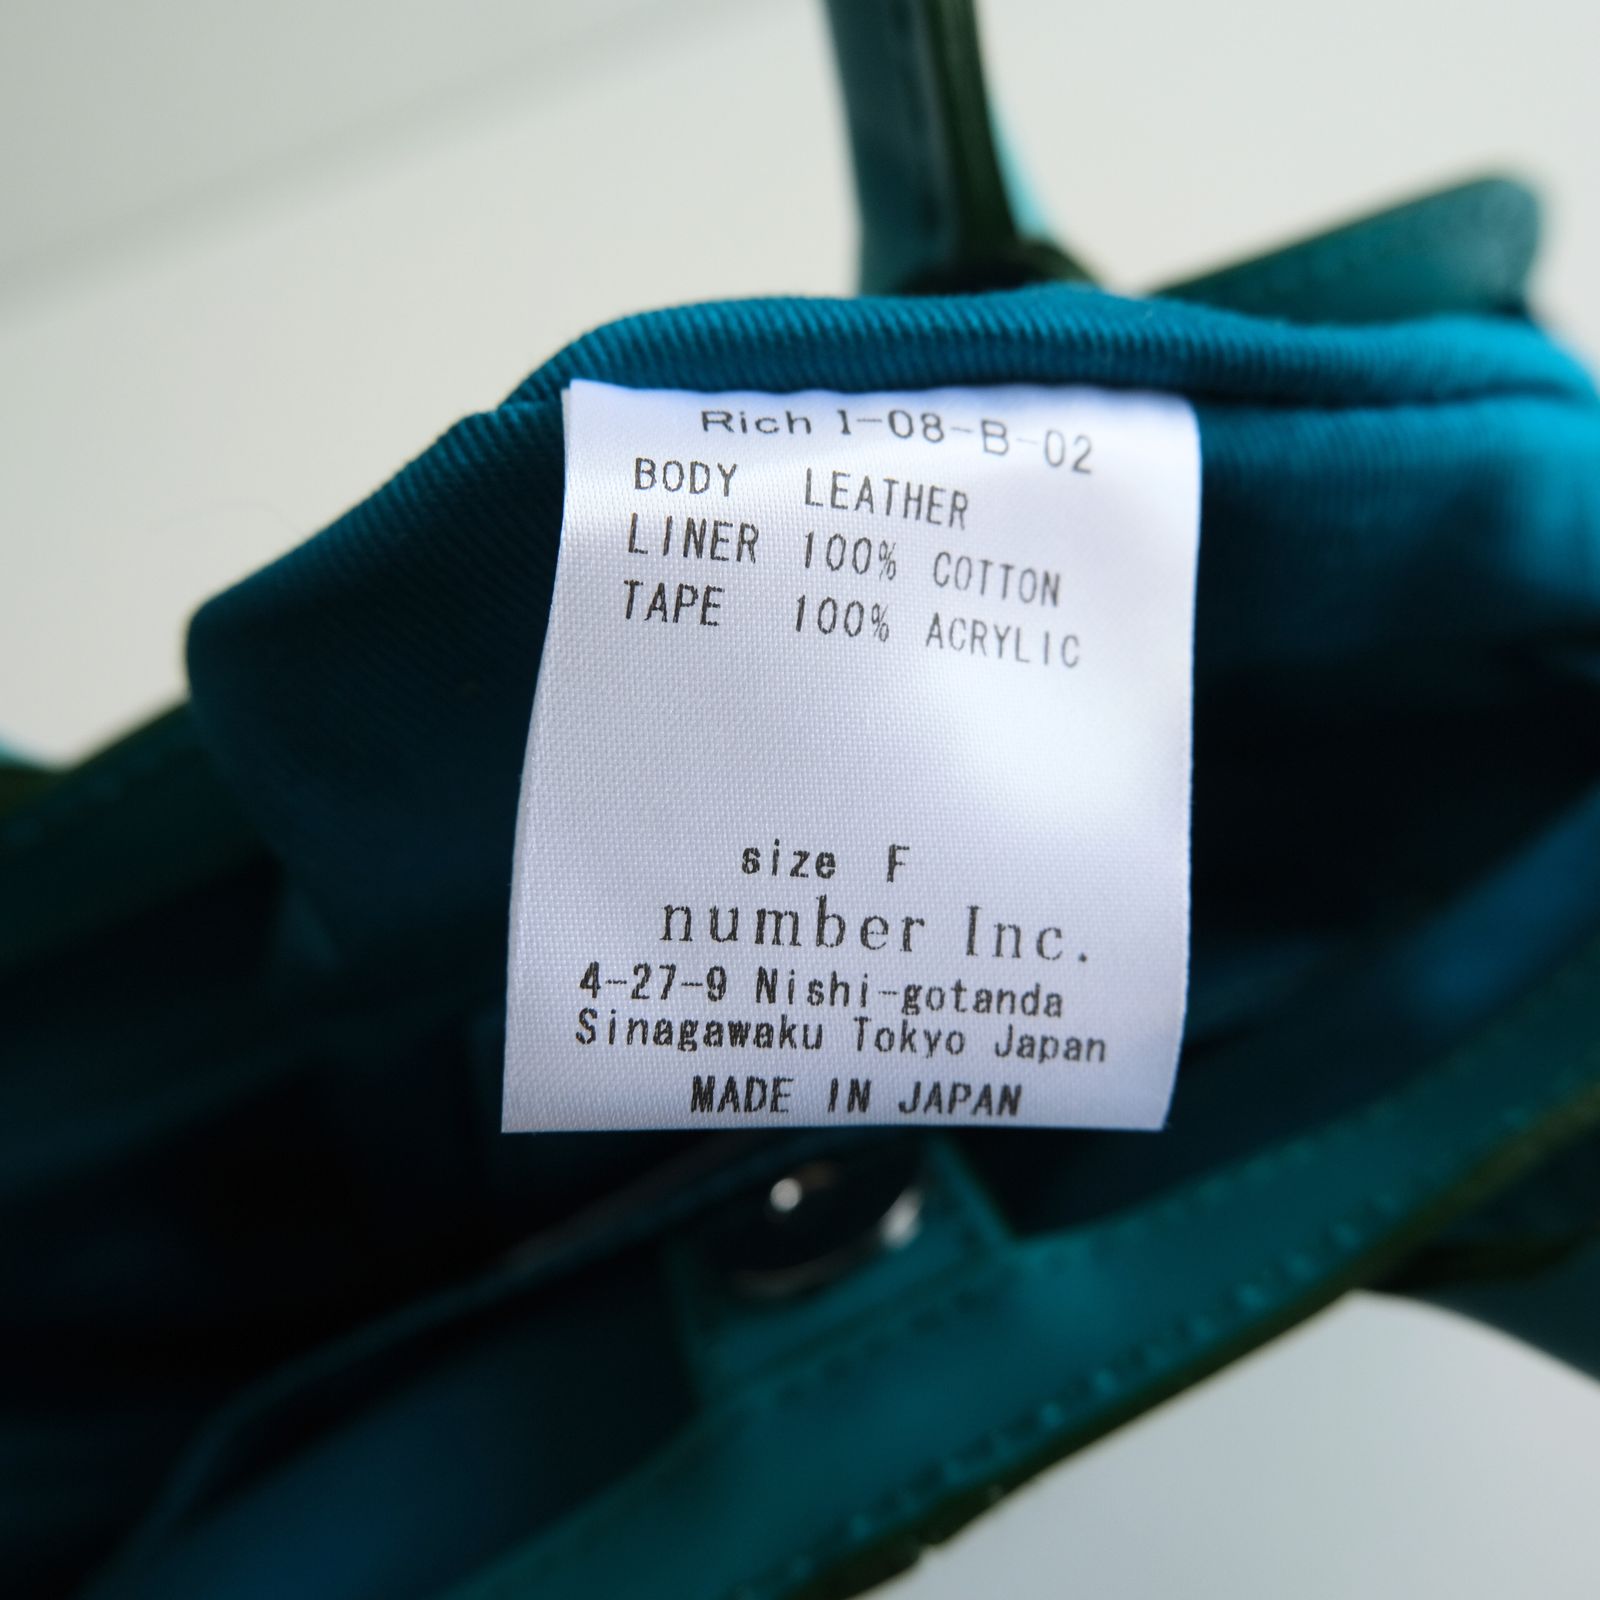 Rich 1-08-B-02
BODY LEATHER
LINER 100% COTTON
TAPE 100% ACRYLIC
size F
number Inc.
4-27-9 Nishi-gotanda
Sinagawaku Tokyo Japan
MADE IN JAPAN